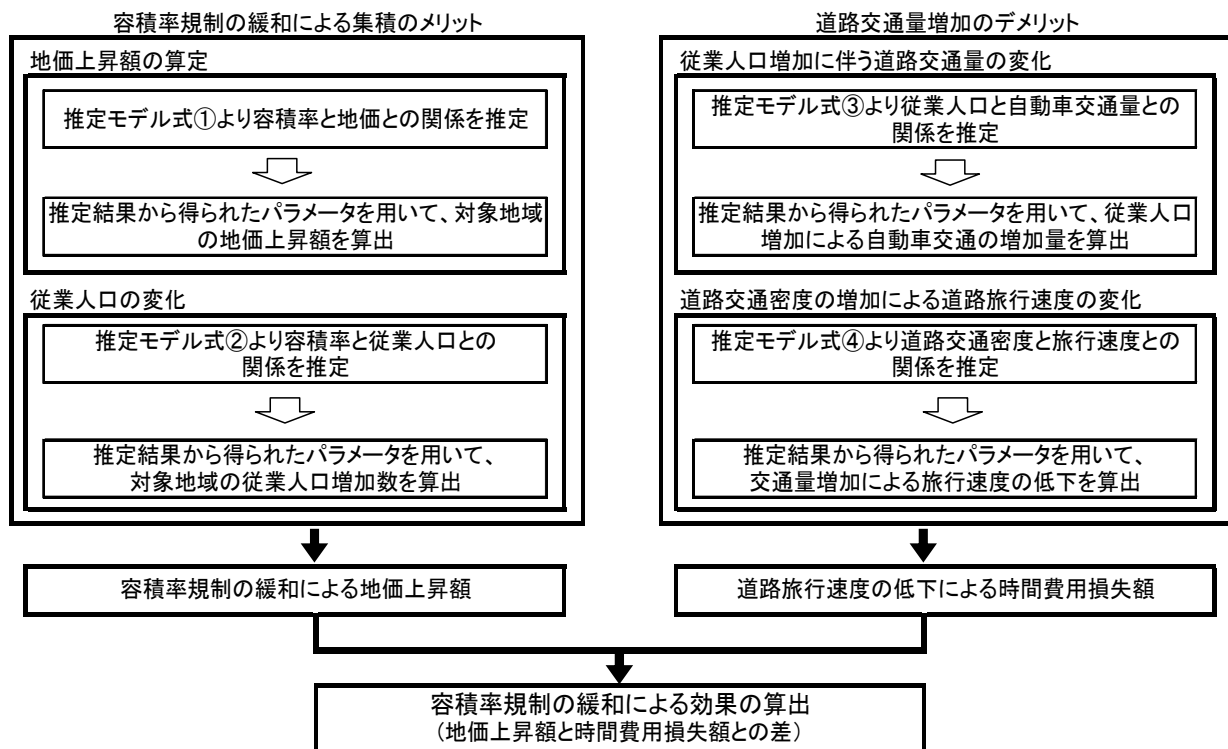 容積率規制の緩和による集積のメリット
地価上昇額の算定
推定モデル式①より容積率と地価との関係を推定
推定結果から得られたパラメータを用いて、対象地域
の地価上昇額を算出
従業人口の変化
推定モデル式②より容積率と従業人口との
関係を推定
推定結果から得られたパラメータを用いて、
対象地域の従業人口増加数を算出
容積率規制の緩和による地価上昇額
道路交通量増加のデメリット
従業人口増加に伴う道路交通量の変化
推定モデル式③より従業人口と自動車交通量との
関係を推定
推定結果から得られたパラメータを用いて、従業人口
増加による自動車交通の増加量を算出
道路交通密度の増加による道路旅行速度の変化
推定モデル式④より道路交通密度と旅行速度との
関係を推定
推定結果から得られたパラメータを用いて、
交通量増加による旅行速度の低下を算出
道路旅行速度の低下による時間費用損失額
容積率規制の緩和による効果の算出
（地価上昇額と時間費用損失額との差）